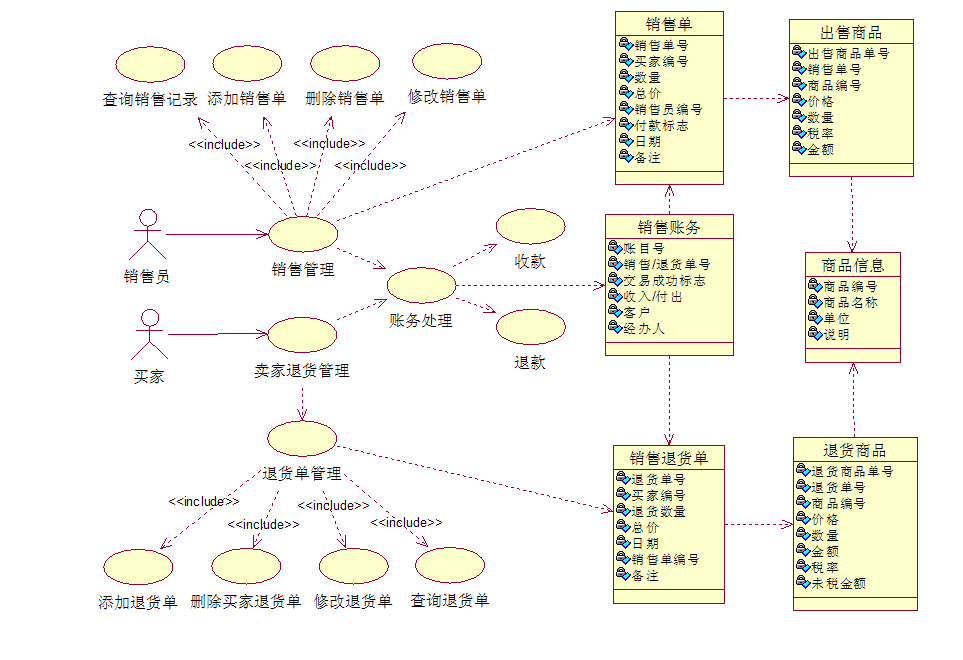 查询销售记录
添加销售单
删除销售单
修改销售单
<<include>>
<<include>>
<<include>>
<<include>>
销售员
销售管理
买家
卖家退货管理
账务处理
收款
退款
退货单管理
<<include>>
<<include>>
<<include>>
<<include>>
添加退货单
删除买家退货单
修改退货单
查询退货单
销售单
销售单号
买家编号
数量
总价
销售员编号
付款标志
日期
备注
出售商品
出售商品单号
销售单号
商品编号
价格
数量
税率
金额
销售账务
账目号
销售/退货单号
交易成功标志
收入/付出
客户
经办人
商品信息
商品编号
商品名称
单位
说明
销售退货单
退货单号
买家编号
退货数量
总价
日期
销售单编号
备注
退货商品
退货商品单号
退货单号
商品编号
价格
数量
金额
税率
未税金额